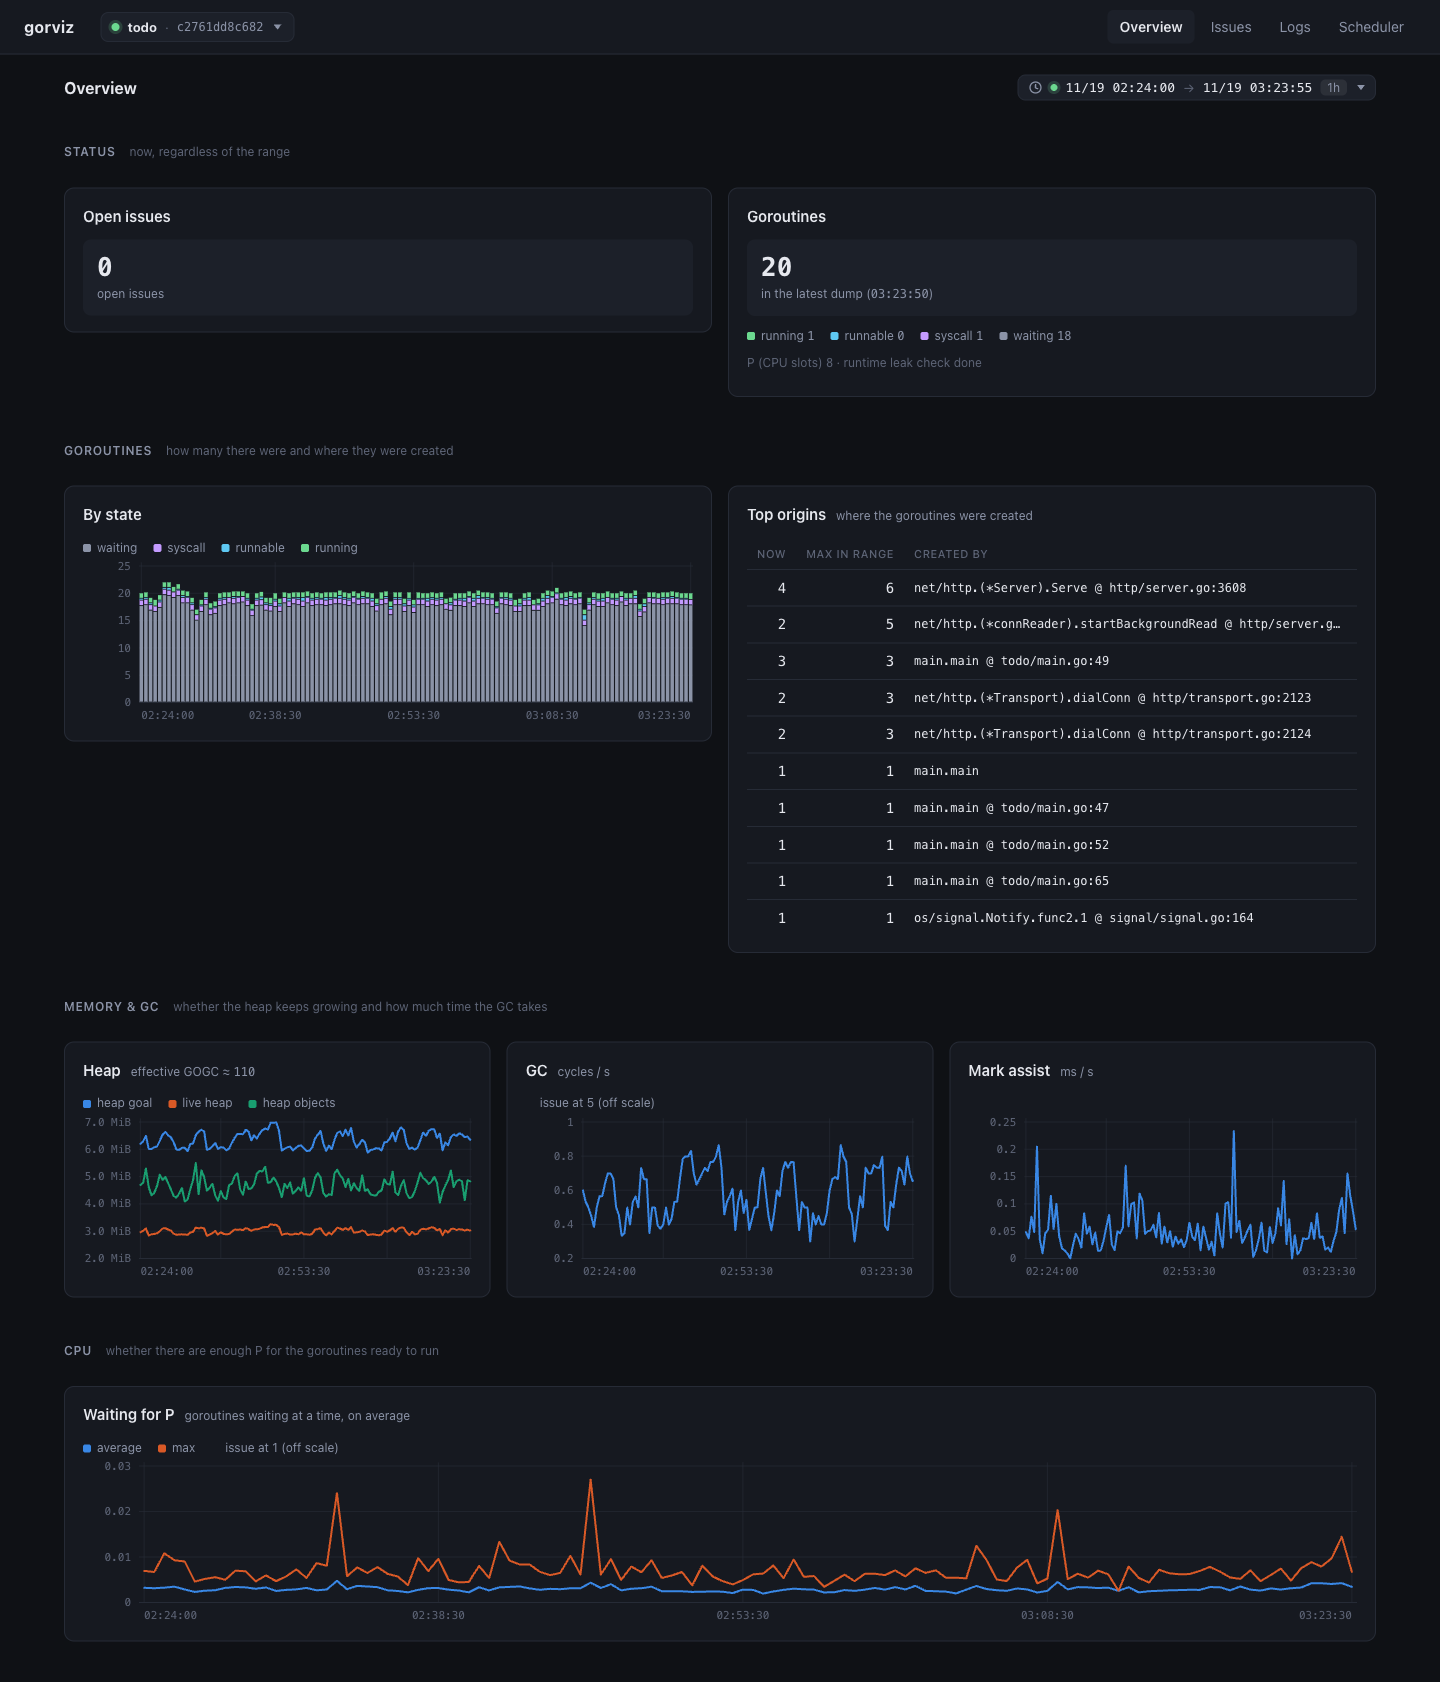 gorviz
todo · c2761dd8c682
Overview Issues Logs Scheduler
Overview
11/19 02:24:00 → 11/19 03:23:55 1h
STATUS now, regardless of the range
Open issues
0
open issues
Goroutines
20
in the latest dump (03:23:50)
running 1 runnable 0 syscall 1 waiting 18
P (CPU slots) 8 · runtime leak check done
GOROUTINES how many there were and where they were created
By state
waiting syscall runnable running
25
20
15
10
5
0
02:24:00 02:38:30 02:53:30 03:08:30 03:23:30
Top origins where the goroutines were created
NOW MAX IN RANGE CREATED BY
4 6 net/http.(*Server).Serve @ http/server.go:3608
2 5 net/http.(*connReader).startBackgroundRead @ http/server.g…
3 3 main.main @ todo/main.go:49
2 3 net/http.(*Transport).dialConn @ http/transport.go:2123
2 3 net/http.(*Transport).dialConn @ http/transport.go:2124
1 1 main.main
1 1 main.main @ todo/main.go:47
1 1 main.main @ todo/main.go:52
1 1 main.main @ todo/main.go:65
1 1 os/signal.Notify.func2.1 @ signal/signal.go:164
MEMORY & GC whether the heap keeps growing and how much time the GC takes
Heap effective GOGC ≈ 110
heap goal live heap heap objects
7.0 MiB
6.0 MiB
5.0 MiB
4.0 MiB
3.0 MiB
2.0 MiB
02:24:00 02:53:30 03:23:30
GC cycles / s
issue at 5 (off scale)
1
0.8
0.6
0.4
0.2
02:24:00 02:53:30 03:23:30
Mark assist ms / s
0.25
0.2
0.15
0.1
0.05
0
02:24:00 02:53:30 03:23:30
CPU whether there are enough P for the goroutines ready to run
Waiting for P goroutines waiting at a time, on average
average max issue at 1 (off scale)
0.03
0.02
0.01
0
02:24:00 02:38:30 02:53:30 03:08:30 03:23:30